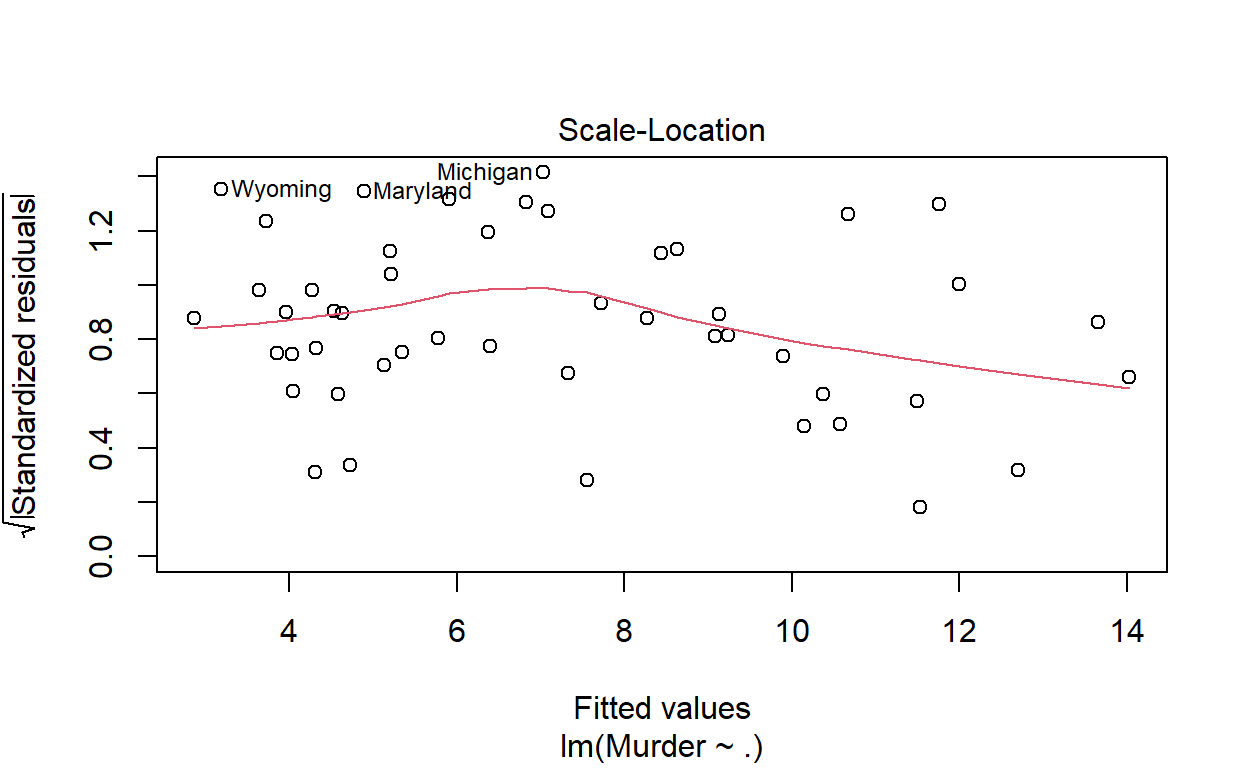 Scale-Location
√|Standardized residuals|
0.0 0.4 0.8 1.2
Wyoming
Maryland
Michigan
4 6 8 10 12 14
Fitted values
lm(Murder ~ .)